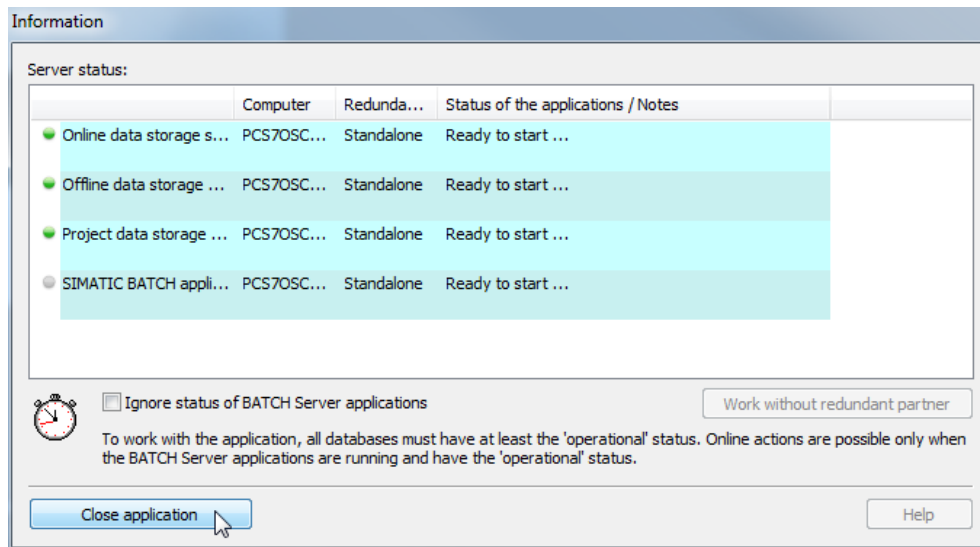 Information
Server status:
Computer Redunda... Status of the applications / Notes
Online data storage s... PCS7OSC... Standalone Ready to start ...
Offline data storage ... PCS7OSC... Standalone Ready to start ...
Project data storage ... PCS7OSC... Standalone Ready to start ...
SIMATIC BATCH appli... PCS7OSC... Standalone Ready to start ...
Ignore status of BATCH Server applications
Work without redundant partner
To work with the application, all databases must have at least the 'operational' status. Online actions are possible only when
the BATCH Server applications are running and have the 'operational' status.
Close application
Help